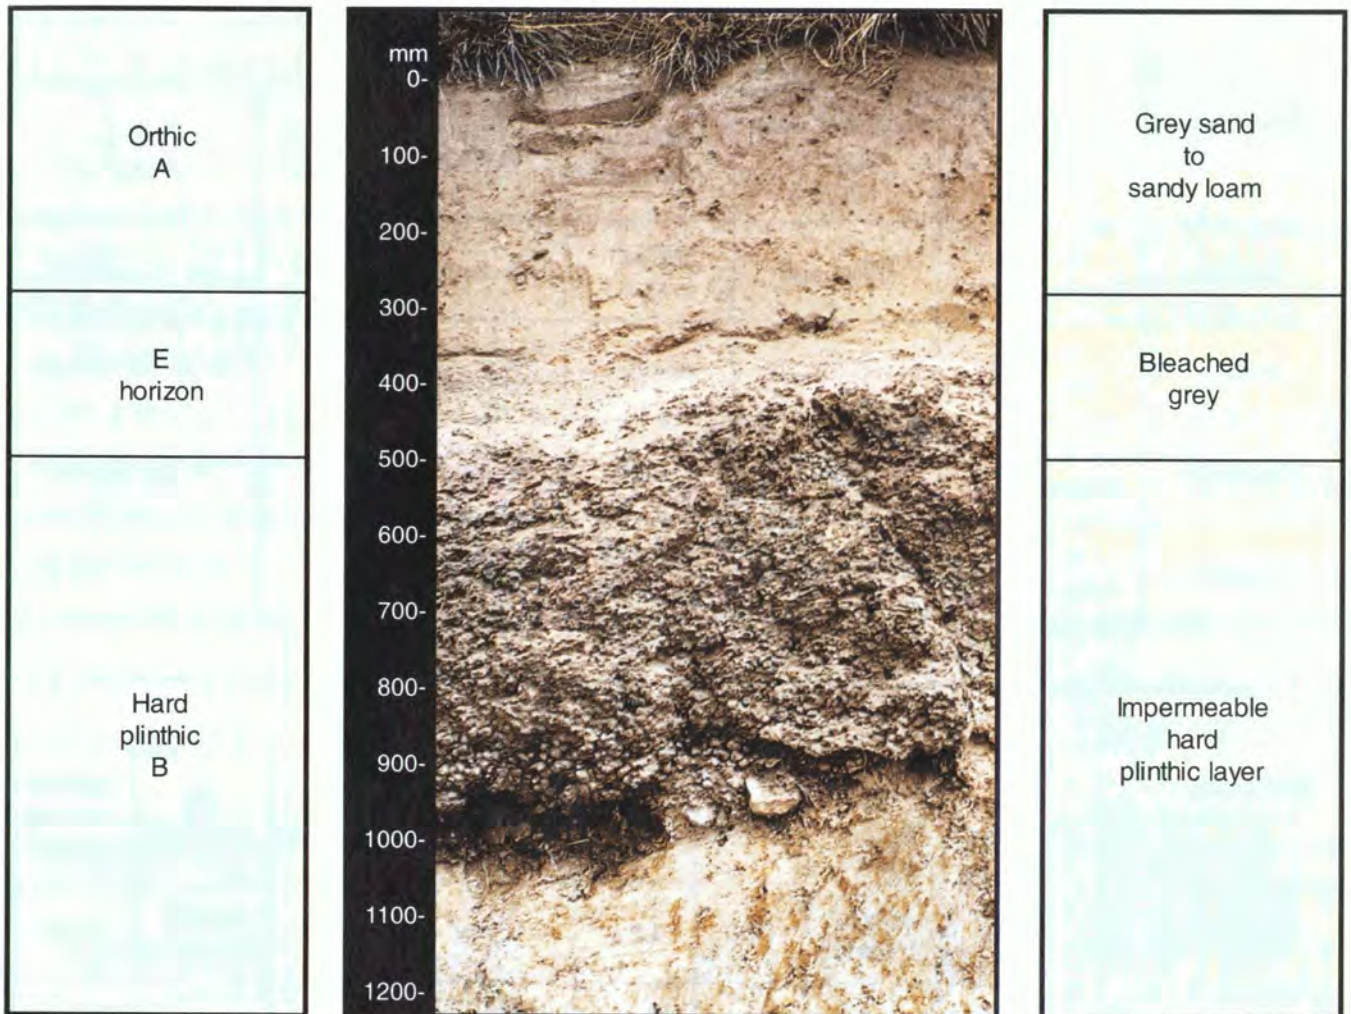 Orthic
A
E
horizon
Hard
plinthic
B
mm
0-
100-
200-
300-
400-
500-
600-
700-
800-
900-
1000-
1100-
1200-
Grey sand
to
sandy loam
Bleached
grey
Impermeable
hard
plinthic layer